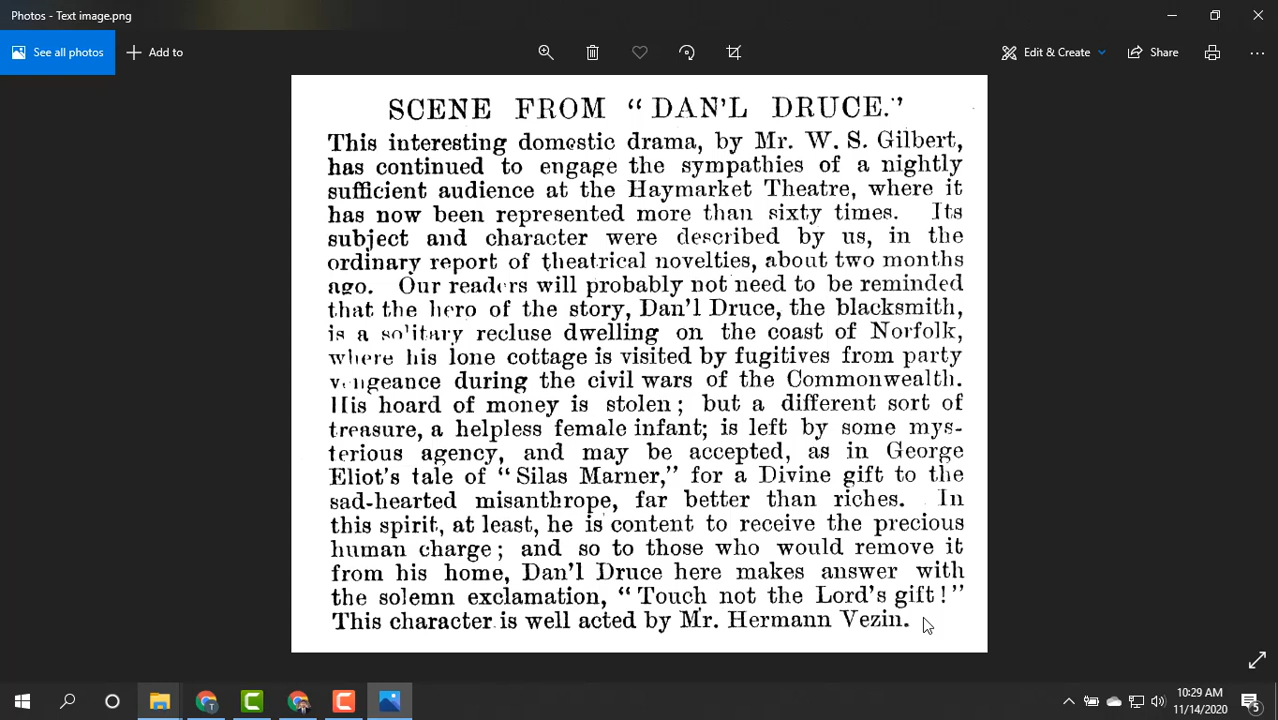 Photos - Text image.png
See all photos
Add to
Edit & Create
Share
SCENE FROM "DAN'L DRUCE."
This interesting domestic drama, by Mr. W. S. Gilbert,
has continued to engage the sympathies of a nightly
sufficient audience at the Haymarket Theatre, where it
has now been represented more than sixty times. Its
subject and character were described by us, in the
ordinary report of theatrical novelties, about two months
ago. Our readers will probably not need to be reminded
that the hero of the story, Dan'l Druce, the blacksmith,
is a solitary recluse dwelling on the coast of Norfolk,
where his lone cottage is visited by fugitives from party
vengeance during the civil wars of the Commonwealth.
His hoard of money is stolen; but a different sort of
treasure, a helpless female infant; is left by some mys-
terious agency, and may be accepted, as in George
Eliot's tale of "Silas Marner," for a Divine gift to the
sad-hearted misanthrope, far better than riches. In
this spirit, at least, he is content to receive the precious
human charge; and so to those who would remove it
from his home, Dan'l Druce here makes answer with
the solemn exclamation, "Touch not the Lord's gift!"
This character is well acted by Mr. Hermann Vezin.
10:29 AM
11/14/2020
5